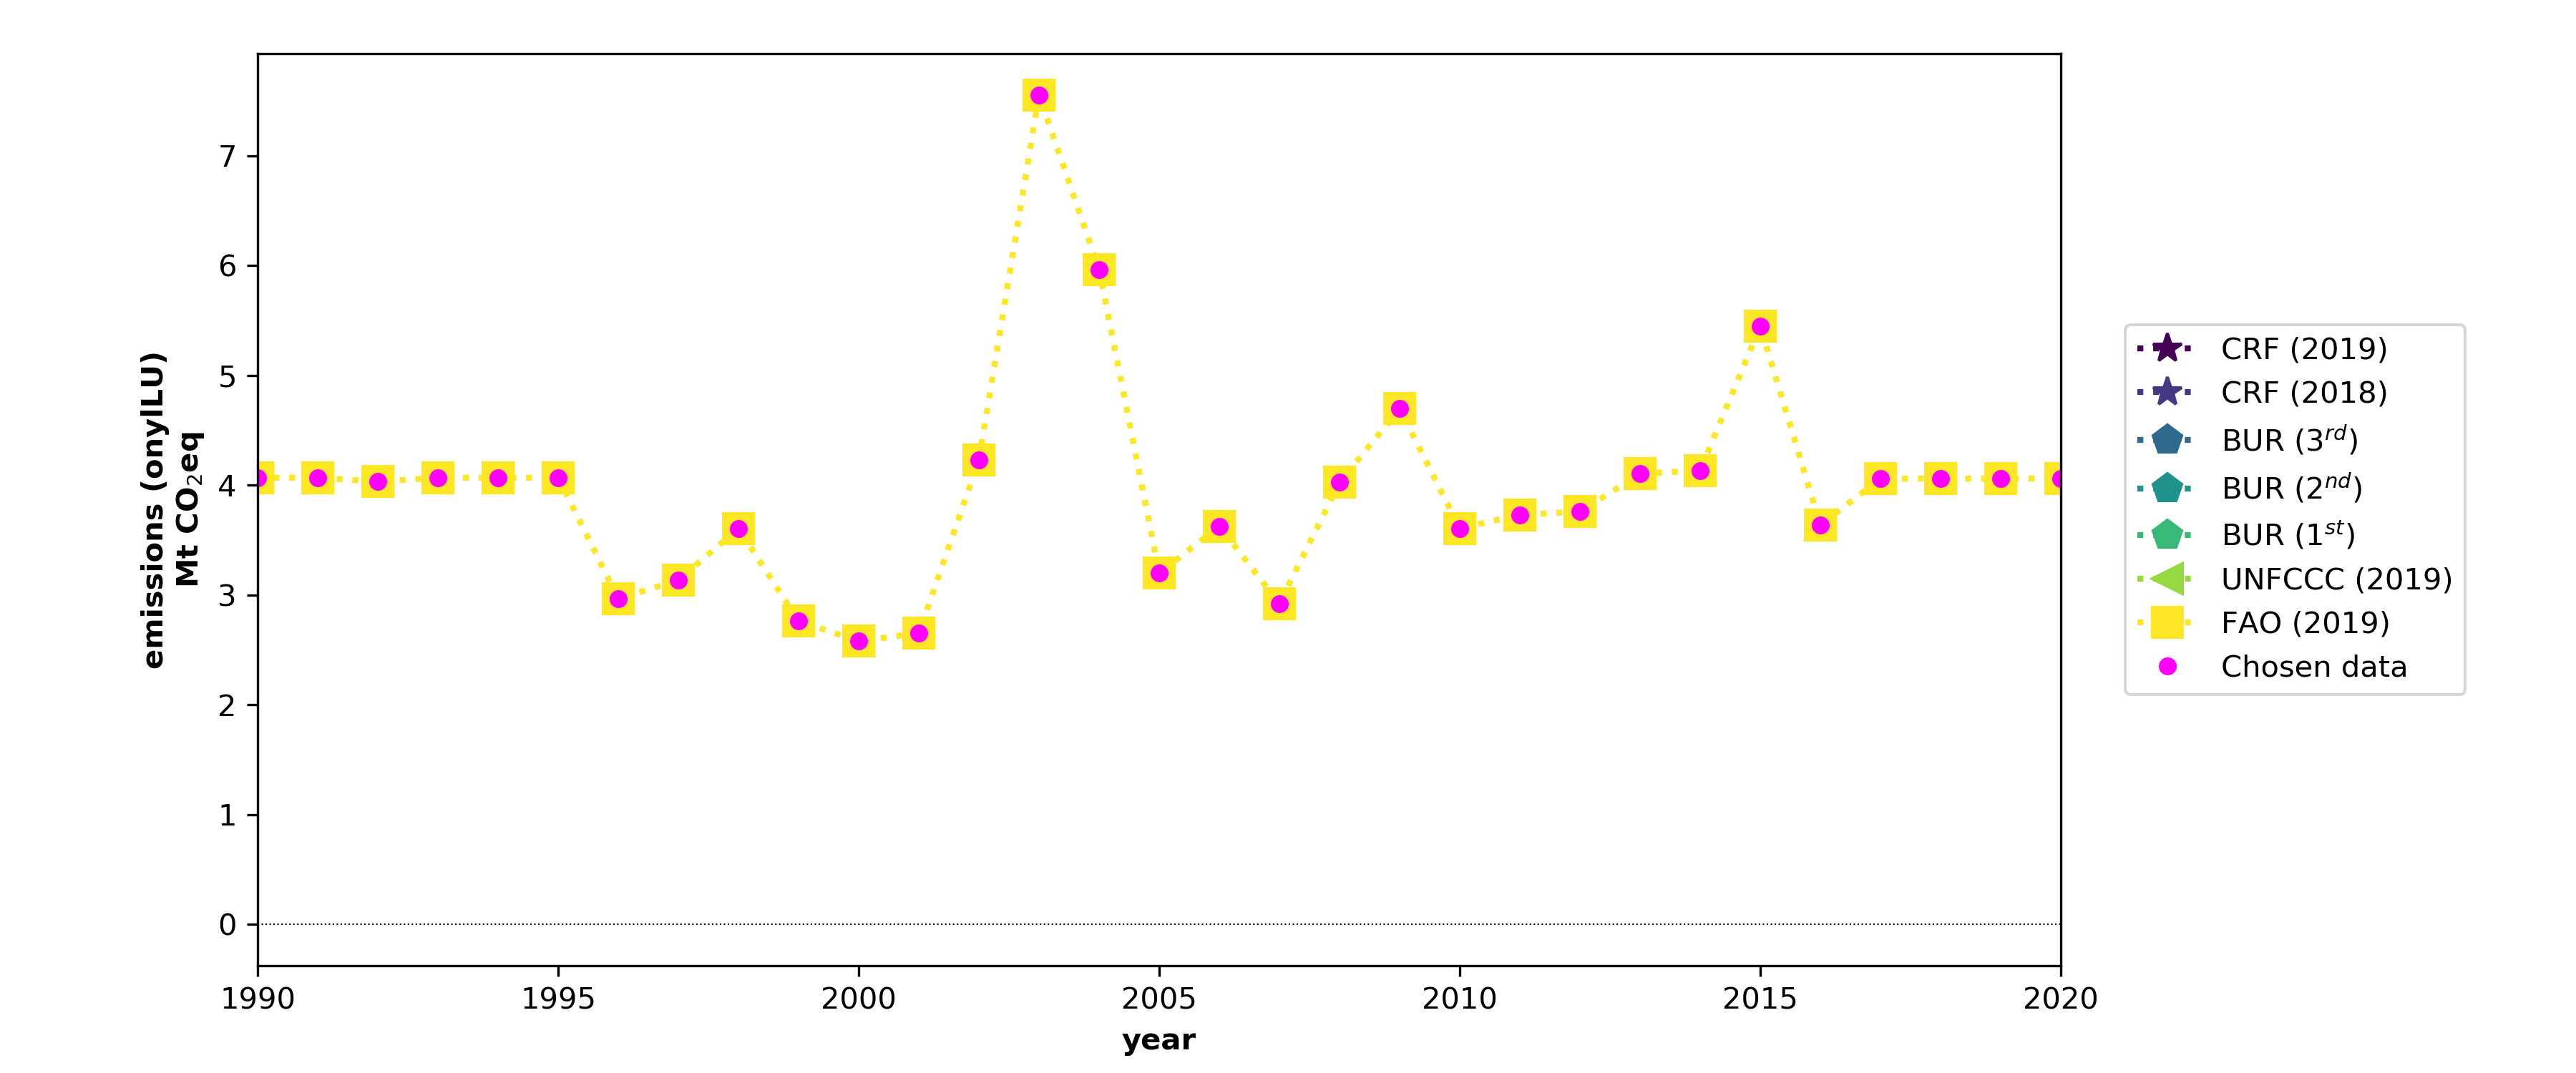 emissions (onylLU)
Mt CO₂eq
7
6
5
4
3
2
1
0
1990 1995 2000 2005 2010 2015 2020
year
CRF (2019)
CRF (2018)
BUR (3ʳᵈ)
BUR (2ⁿᵈ)
BUR (1ˢᵗ)
UNFCCC (2019)
FAO (2019)
Chosen data